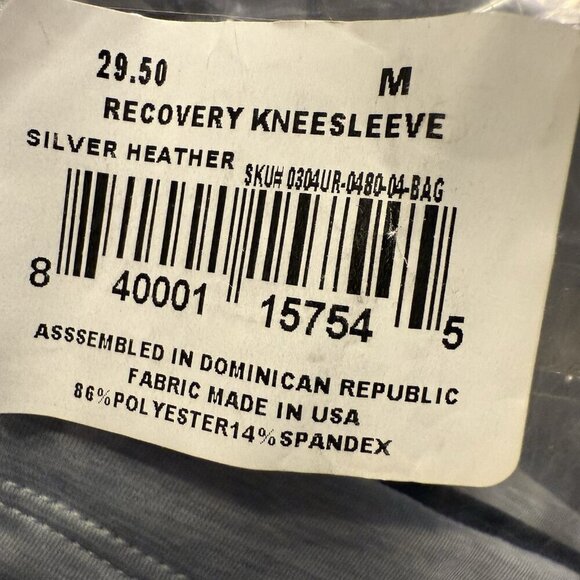 29.50 M
RECOVERY KNEESLEEVE
SILVER HEATHER SKU# 0304UR-0480-04-BAG
8 40001 15754 5
ASSSEMBLED IN DOMINICAN REPUBLIC
FABRIC MADE IN USA
86%POLYESTER14%SPANDEX